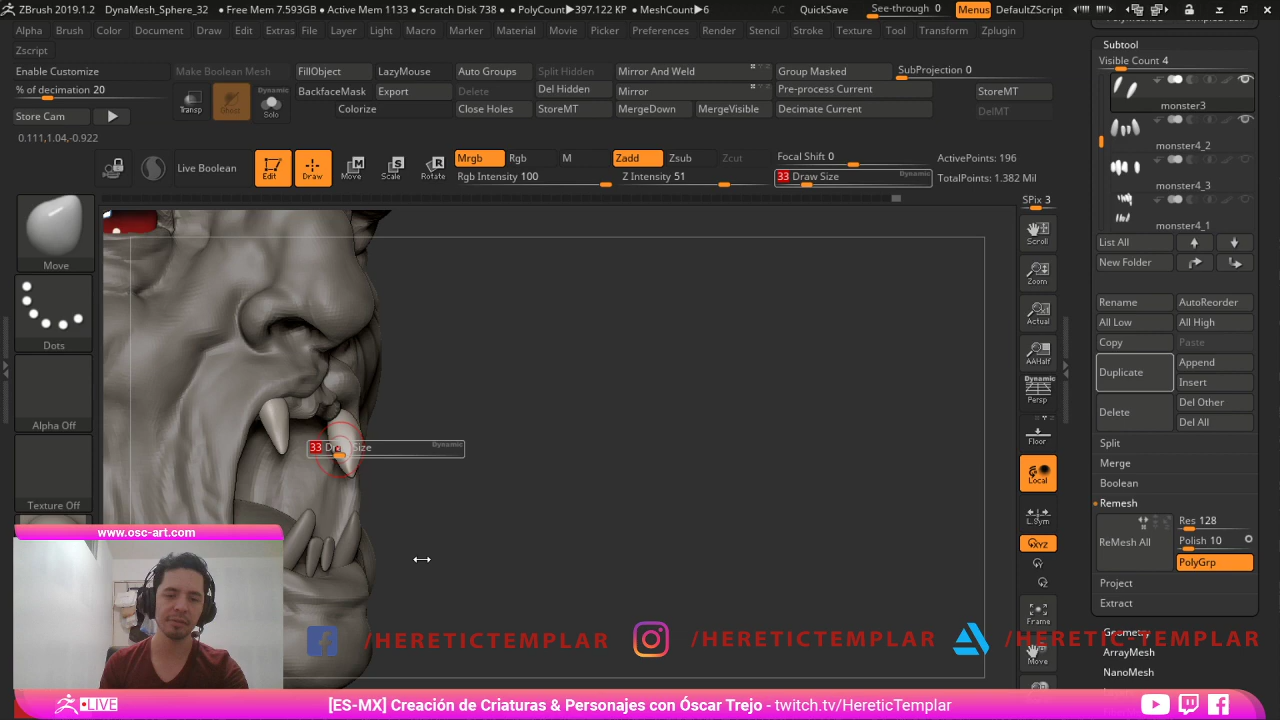 ZBrush 2019.1.2 DynaMesh_Sphere_32 • Free Mem 7.593GB • Active Mem 1133 • Scratch Disk 738 • PolyCount▶397.122 KP • MeshCount▶6 AC QuickSave See-through 0 Menus DefaultZScript
Alpha Brush Color Document Draw Edit Extras File Layer Light Macro Marker Material Movie Picker Preferences Render Stencil Stroke Texture Tool Transform Zplugin
Zscript
Enable Customize
% of decimation 20
Store Cam
Make Boolean Mesh
Transp
Ghost
Dynamic
Solo
FillObject LazyMouse Auto Groups Split Hidden Mirror And Weld Group Masked SubProjection 0
BackfaceMask Export Delete Del Hidden Mirror Pre-process Current StoreMT
Colorize Close Holes StoreMT MergeDown MergeVisible Decimate Current DelMT
0.111,1.04,-0.922
Live Boolean
Edit
Draw
Move
Scale
Rotate
Mrgb Rgb M Zadd Zsub Zcut Focal Shift 0 ActivePoints: 196
Rgb Intensity 100 Z Intensity 51 33 Draw Size Dynamic TotalPoints: 1.382 Mil
Move
Dots
Alpha Off
Texture Off
33 Draw Size Dynamic
SPix 3
Scroll
Zoom
Actual
AAHalf
Dynamic
Persp
Floor
Local
L.Sym
XYZ
Frame
Move
Subtool
Visible Count 4
monster3
monster4_2
monster4_3
monster4_1
List All
New Folder
Rename AutoReorder
All Low All High
Copy Paste
Duplicate Append
Insert
Delete Del Other
Del All
Split
Merge
Boolean
Remesh
ReMesh All Res 128
Polish 10
PolyGrp
Project
Extract
Geometry
ArrayMesh
NanoMesh
www.osc-art.com
/HERETICTEMPLAR /HERETICTEMPLAR /HERETICTEMPLAR
LIVE [ES-MX] Creación de Criaturas & Personajes con Óscar Trejo - twitch.tv/HereticTemplar